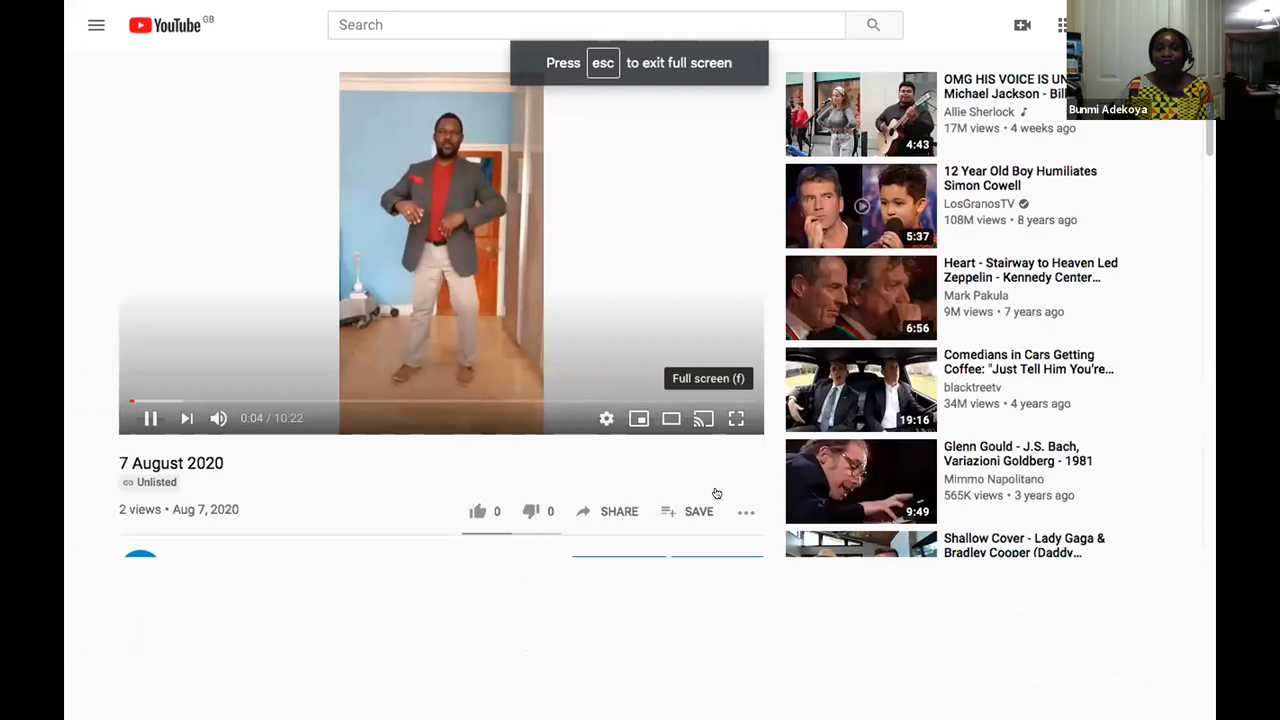 YouTube GB
Search
Press esc to exit full screen
Bunmi Adekoya
Full screen (f)
0:04 / 10:22
7 August 2020
Unlisted
2 views • Aug 7, 2020
0
0
SHARE
SAVE
OMG HIS VOICE IS
Michael Jackson -
Allie Sherlock
17M views • 4 weeks ago
4:43
12 Year Old Boy Humiliates
Simon Cowell
LosGranosTV
108M views • 8 years ago
5:37
Heart - Stairway to Heaven Led
Zeppelin - Kennedy Center...
Mark Pakula
9M views • 7 years ago
6:56
Comedians in Cars Getting
Coffee: "Just Tell Him You're...
blacktreetv
34M views • 4 years ago
19:16
Glenn Gould - J.S. Bach,
Variazioni Goldberg - 1981
Mimmo Napolitano
565K views • 3 years ago
9:49
Shallow Cover - Lady Gaga &
Bradley Cooper (Daddy...